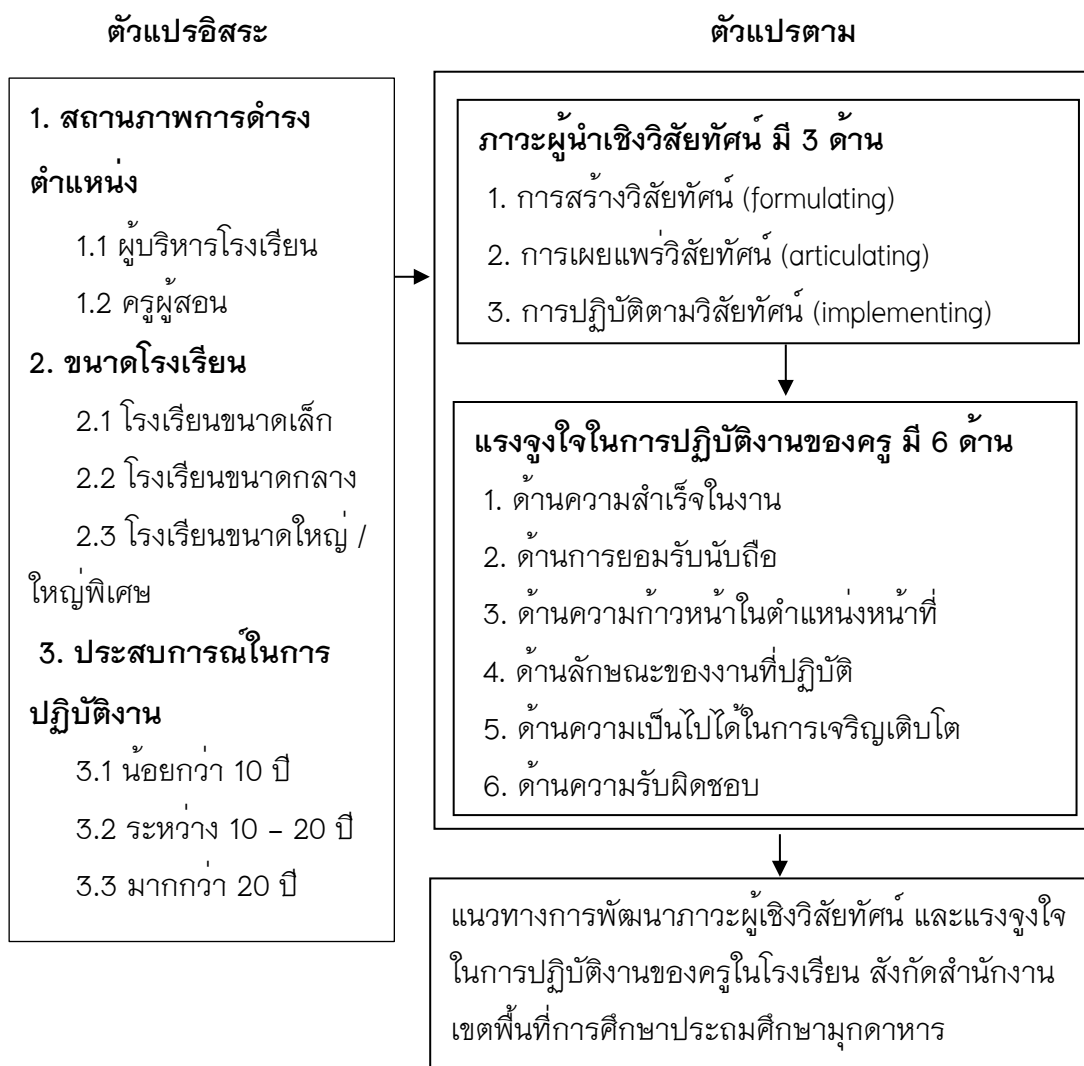 ตัวแปรอิสระ
1. สถานภาพการดำรง
ตำแหน่ง
1.1 ผู้บริหารโรงเรียน
1.2 ครูผู้สอน
2. ขนาดโรงเรียน
2.1 โรงเรียนขนาดเล็ก
2.2 โรงเรียนขนาดกลาง
2.3 โรงเรียนขนาดใหญ่ /
ใหญ่พิเศษ
3. ประสบการณ์ในการ
ปฏิบัติงาน
3.1 น้อยกว่า 10 ปี
3.2 ระหว่าง 10 – 20 ปี
3.3 มากกว่า 20 ปี
ตัวแปรตาม
ภาวะผู้นำเชิงวิสัยทัศน์ มี 3 ด้าน
1. การสร้างวิสัยทัศน์ (formulating)
2. การเผยแพร่วิสัยทัศน์ (articulating)
3. การปฏิบัติตามวิสัยทัศน์ (implementing)
แรงจูงใจในการปฏิบัติงานของครู มี 6 ด้าน
1. ด้านความสำเร็จในงาน
2. ด้านการยอมรับนับถือ
3. ด้านความก้าวหน้าในตำแหน่งหน้าที่
4. ด้านลักษณะของงานที่ปฏิบัติ
5. ด้านความเป็นไปได้ในการเจริญเติบโต
6. ด้านความรับผิดชอบ
แนวทางการพัฒนาภาวะผู้เชิงวิสัยทัศน์ และแรงจูงใจ
ในการปฏิบัติงานของครูในโรงเรียน สังกัดสำนักงาน
เขตพื้นที่การศึกษาประถมศึกษามุกดาหาร